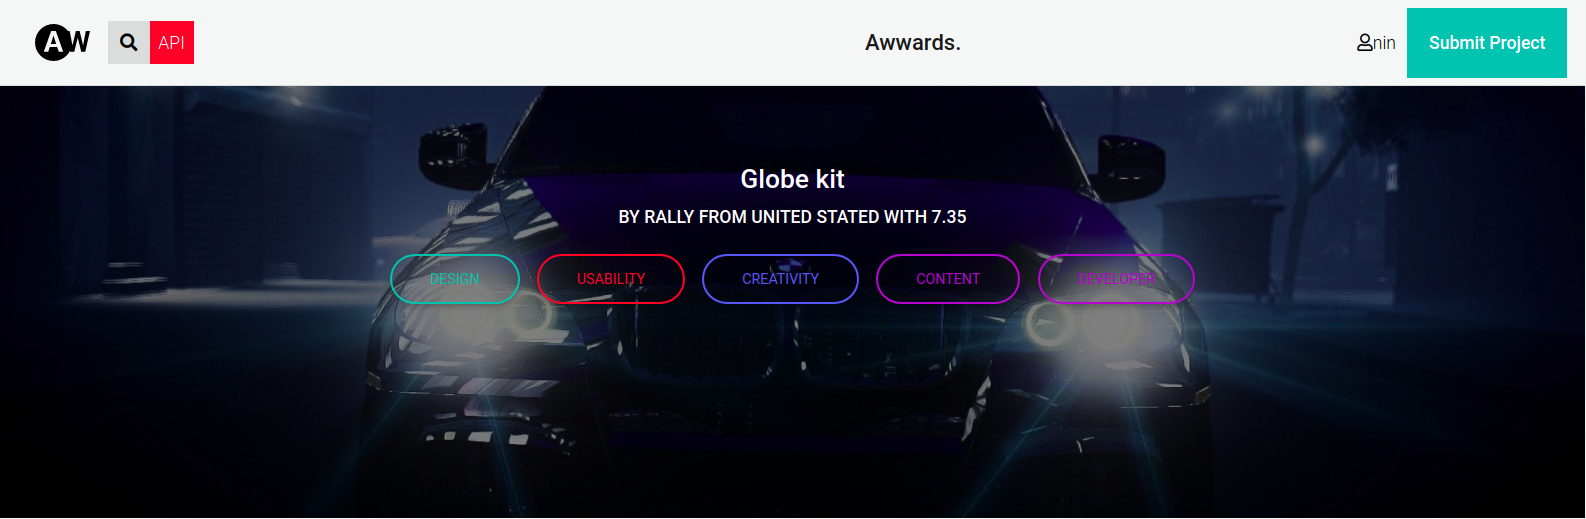 AW API Awwards. nin Submit Project
Globe kit
BY RALLY FROM UNITED STATED WITH 7.35
DESIGN USABILITY CREATIVITY CONTENT DEVELOPER